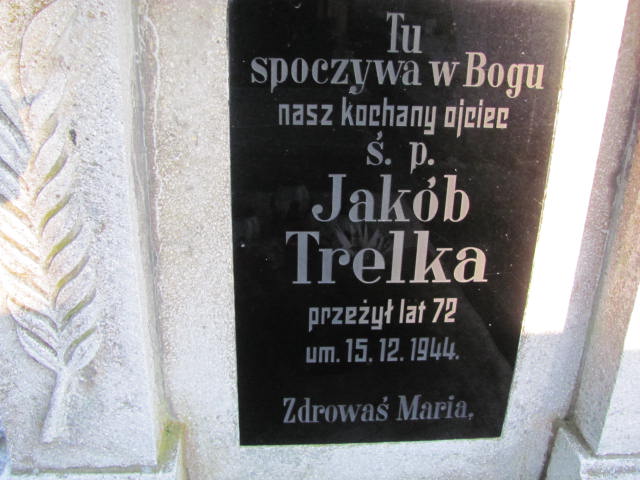 Tu
spoczywa w Bogu
nasz kochany ojciec
ś. p.
Jakób
Trelka
przeżył lat 72
um. 15. 12. 1944.
Zdrowaś Maria.